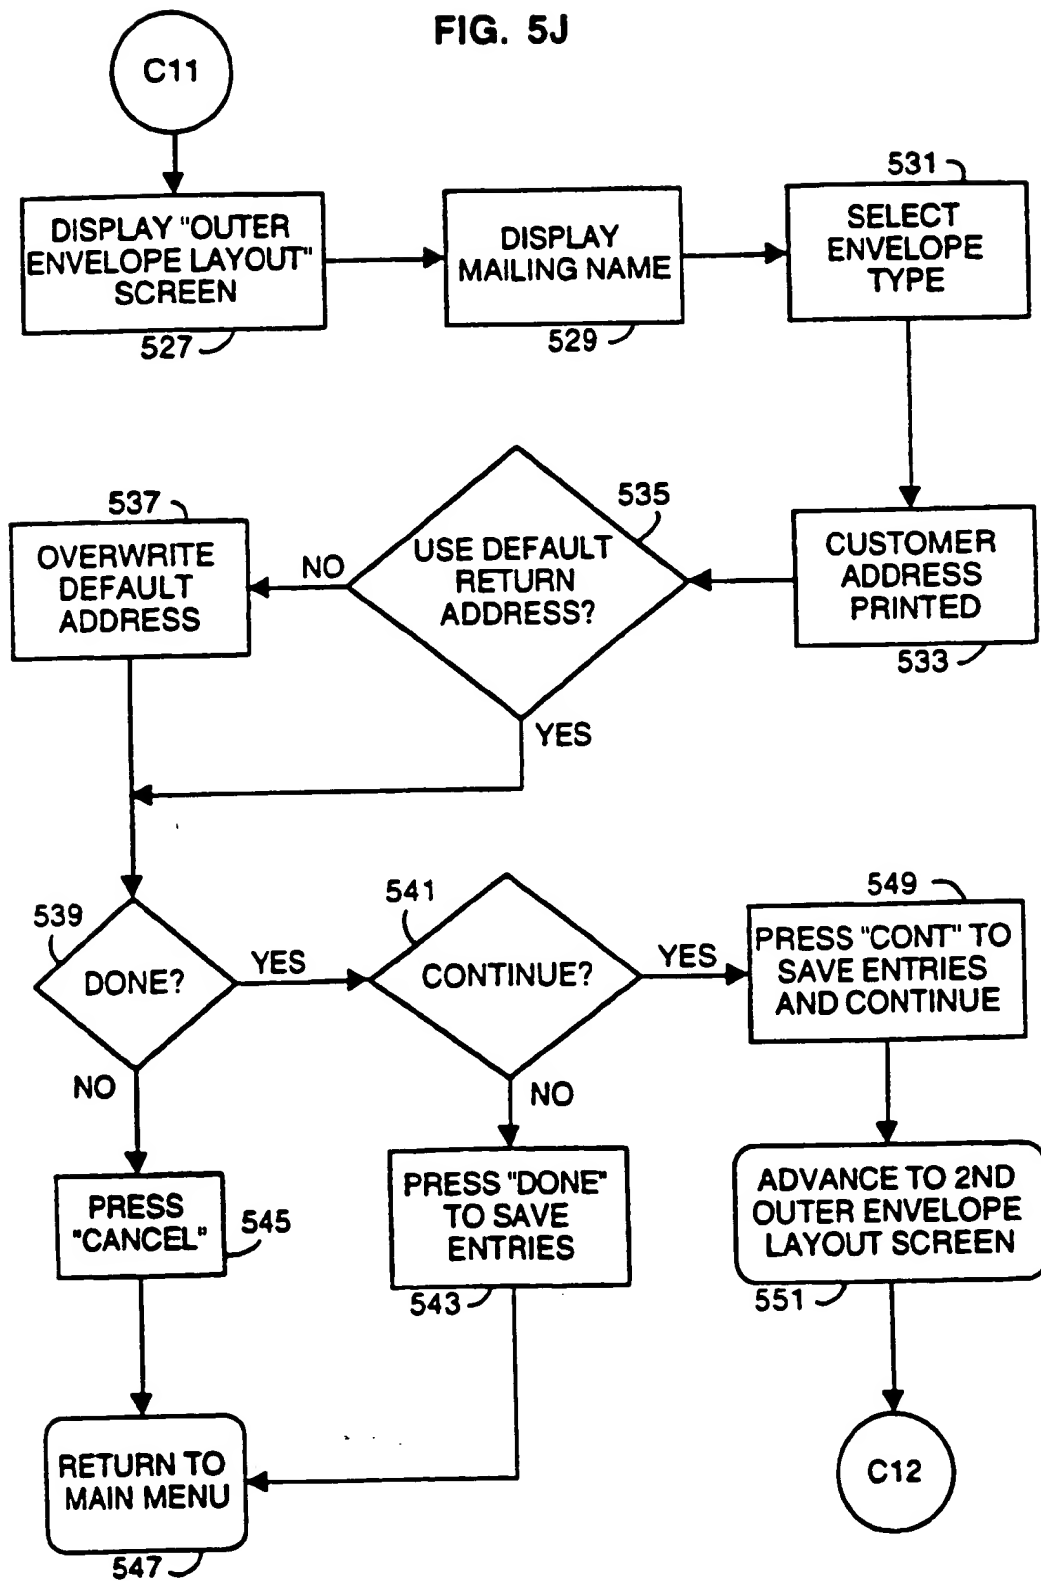 FIG. 5J
C11
DISPLAY "OUTER
ENVELOPE LAYOUT"
SCREEN
527
DISPLAY
MAILING NAME
529
531
SELECT
ENVELOPE
TYPE
CUSTOMER
ADDRESS
PRINTED
533
535
USE DEFAULT
RETURN
ADDRESS?
NO
YES
537
OVERWRITE
DEFAULT
ADDRESS
539
DONE?
YES
NO
541
CONTINUE?
YES
NO
549
PRESS "CONT" TO
SAVE ENTRIES
AND CONTINUE
PRESS
"CANCEL"
545
PRESS "DONE"
TO SAVE
ENTRIES
543
ADVANCE TO 2ND
OUTER ENVELOPE
LAYOUT SCREEN
551
RETURN TO
MAIN MENU
547
C12